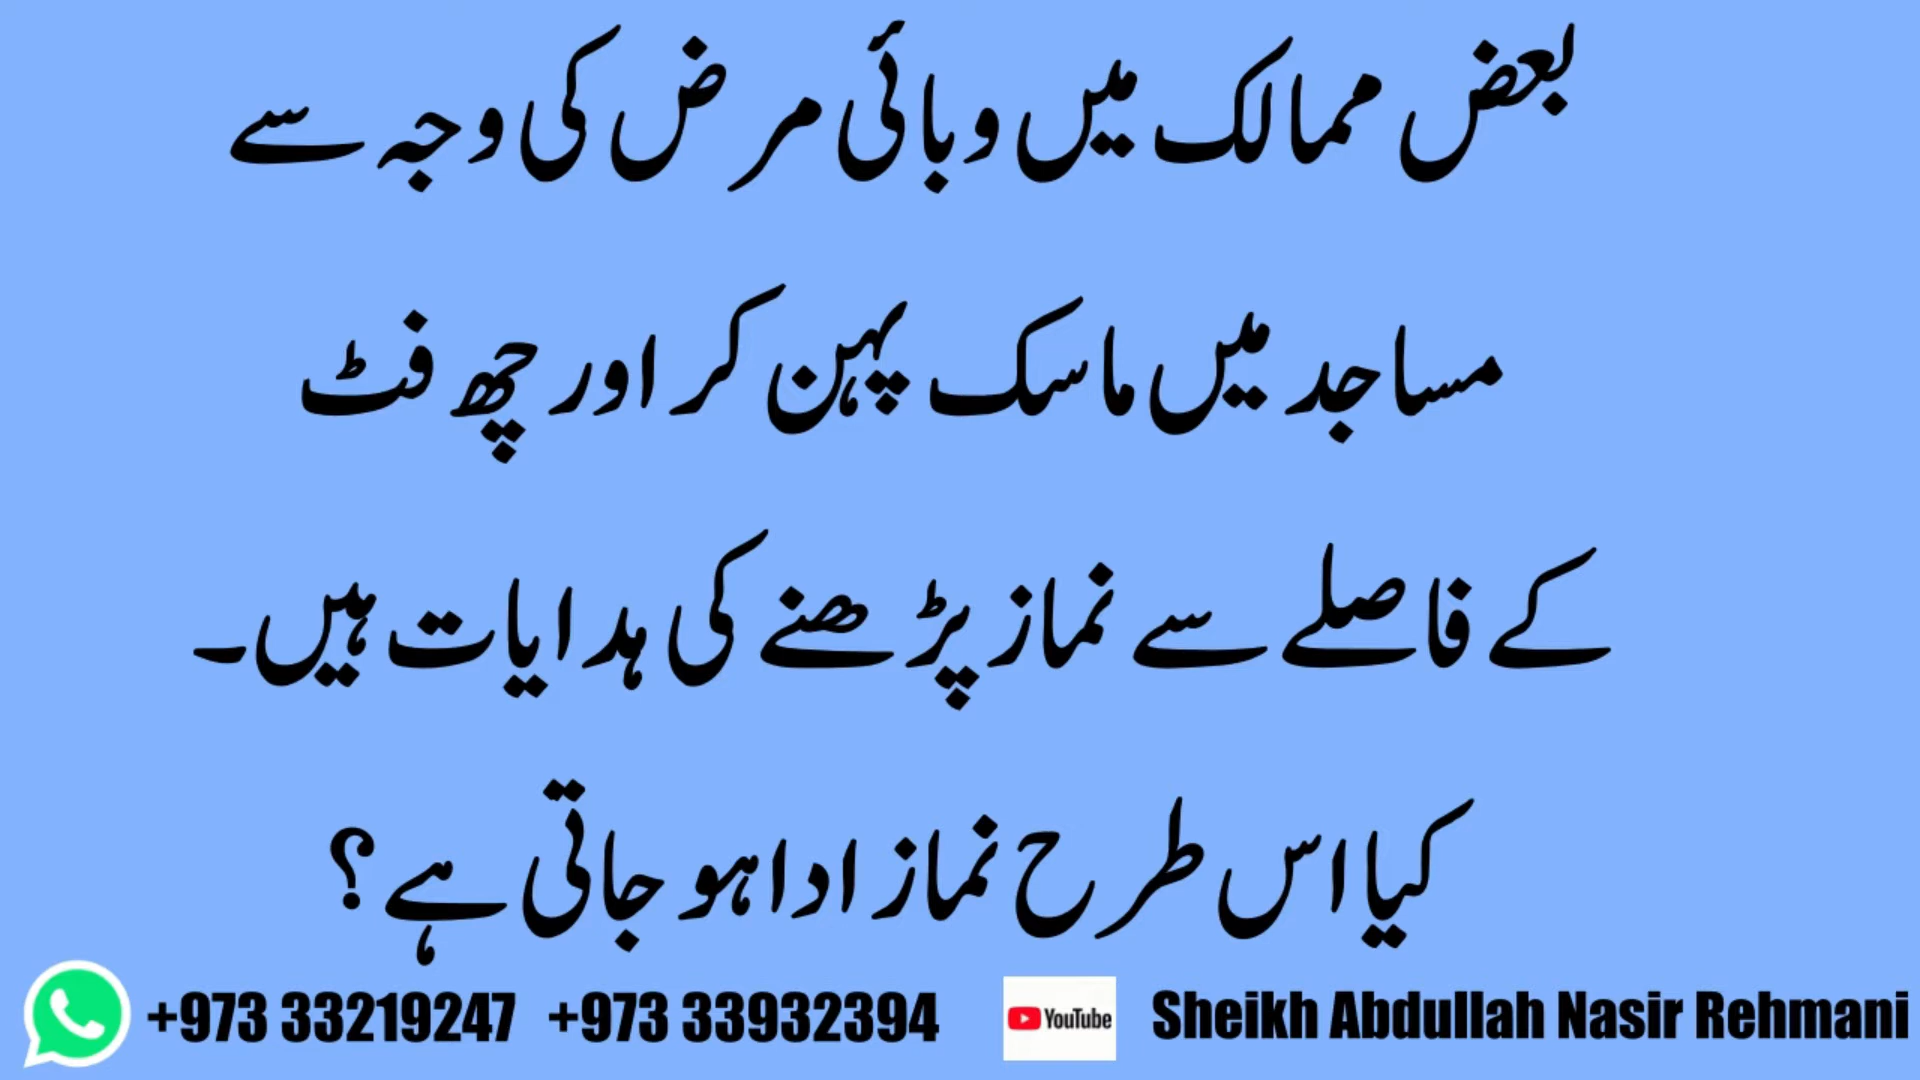 بعض ممالک میں وبائی مرض کی وجہ سے
مساجد میں ماسک پہن کر اور چھ فٹ
کے فاصلے سے نماز پڑھنے کی ہدایات ہیں۔
کیا اس طرح نماز ادا ہو جاتی ہے؟
+973 33219247 +973 33932394 YouTube Sheikh Abdullah Nasir Rehmani